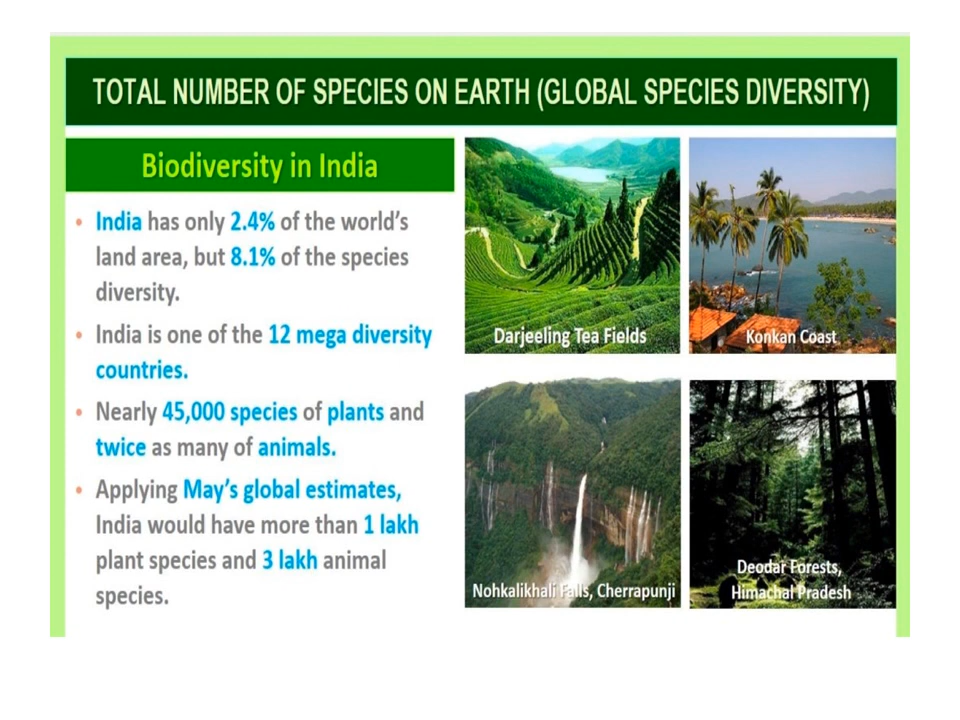 TOTAL NUMBER OF SPECIES ON EARTH (GLOBAL SPECIES DIVERSITY)
Biodiversity in India
• India has only 2.4% of the world's
land area, but 8.1% of the species
diversity.
• India is one of the 12 mega diversity
countries.
• Nearly 45,000 species of plants and
twice as many of animals.
• Applying May's global estimates,
India would have more than 1 lakh
plant species and 3 lakh animal
species.
Darjeeling Tea Fields
Konkan Coast
Nohkalikhali Falls, Cherrapunji
Deodar Forests,
Himachal Pradesh